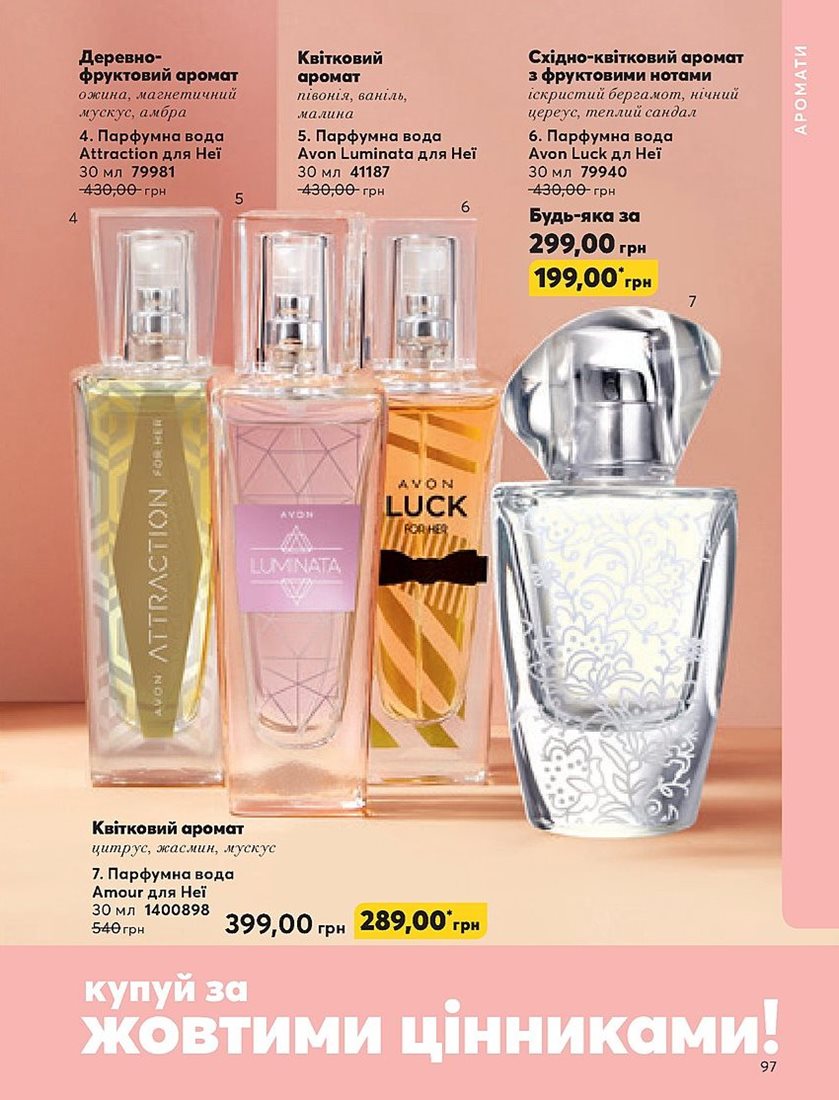 АРОМАТИ
Деревно-
фруктовий аромат
ожина, магнетичний
мускус, амбра
4. Парфумна вода
Attraction для Неї
30 мл 79981
430,00 грн
Квітковий
аромат
півонія, ваніль,
малина
5. Парфумна вода
Avon Luminata для Неї
30 мл 41187
430,00 грн
Східно-квітковий аромат
з фруктовими нотами
іскристий бергамот, нічний
цереус, теплий сандал
6. Парфумна вода
Avon Luck дл Неї
30 мл 79940
430,00 грн
Будь-яка за
299,00 грн
199,00* грн
4
5
6
7
AVON ATTRACTION FOR HER
AVON
LUMINATA
AVON
LUCK
FOR HER
Квітковий аромат
цитрус, жасмин, мускус
7. Парфумна вода
Amour для Неї
30 мл 1400898
540 грн
399,00 грн
289,00* грн
купуй за
жовтими цінниками!
97